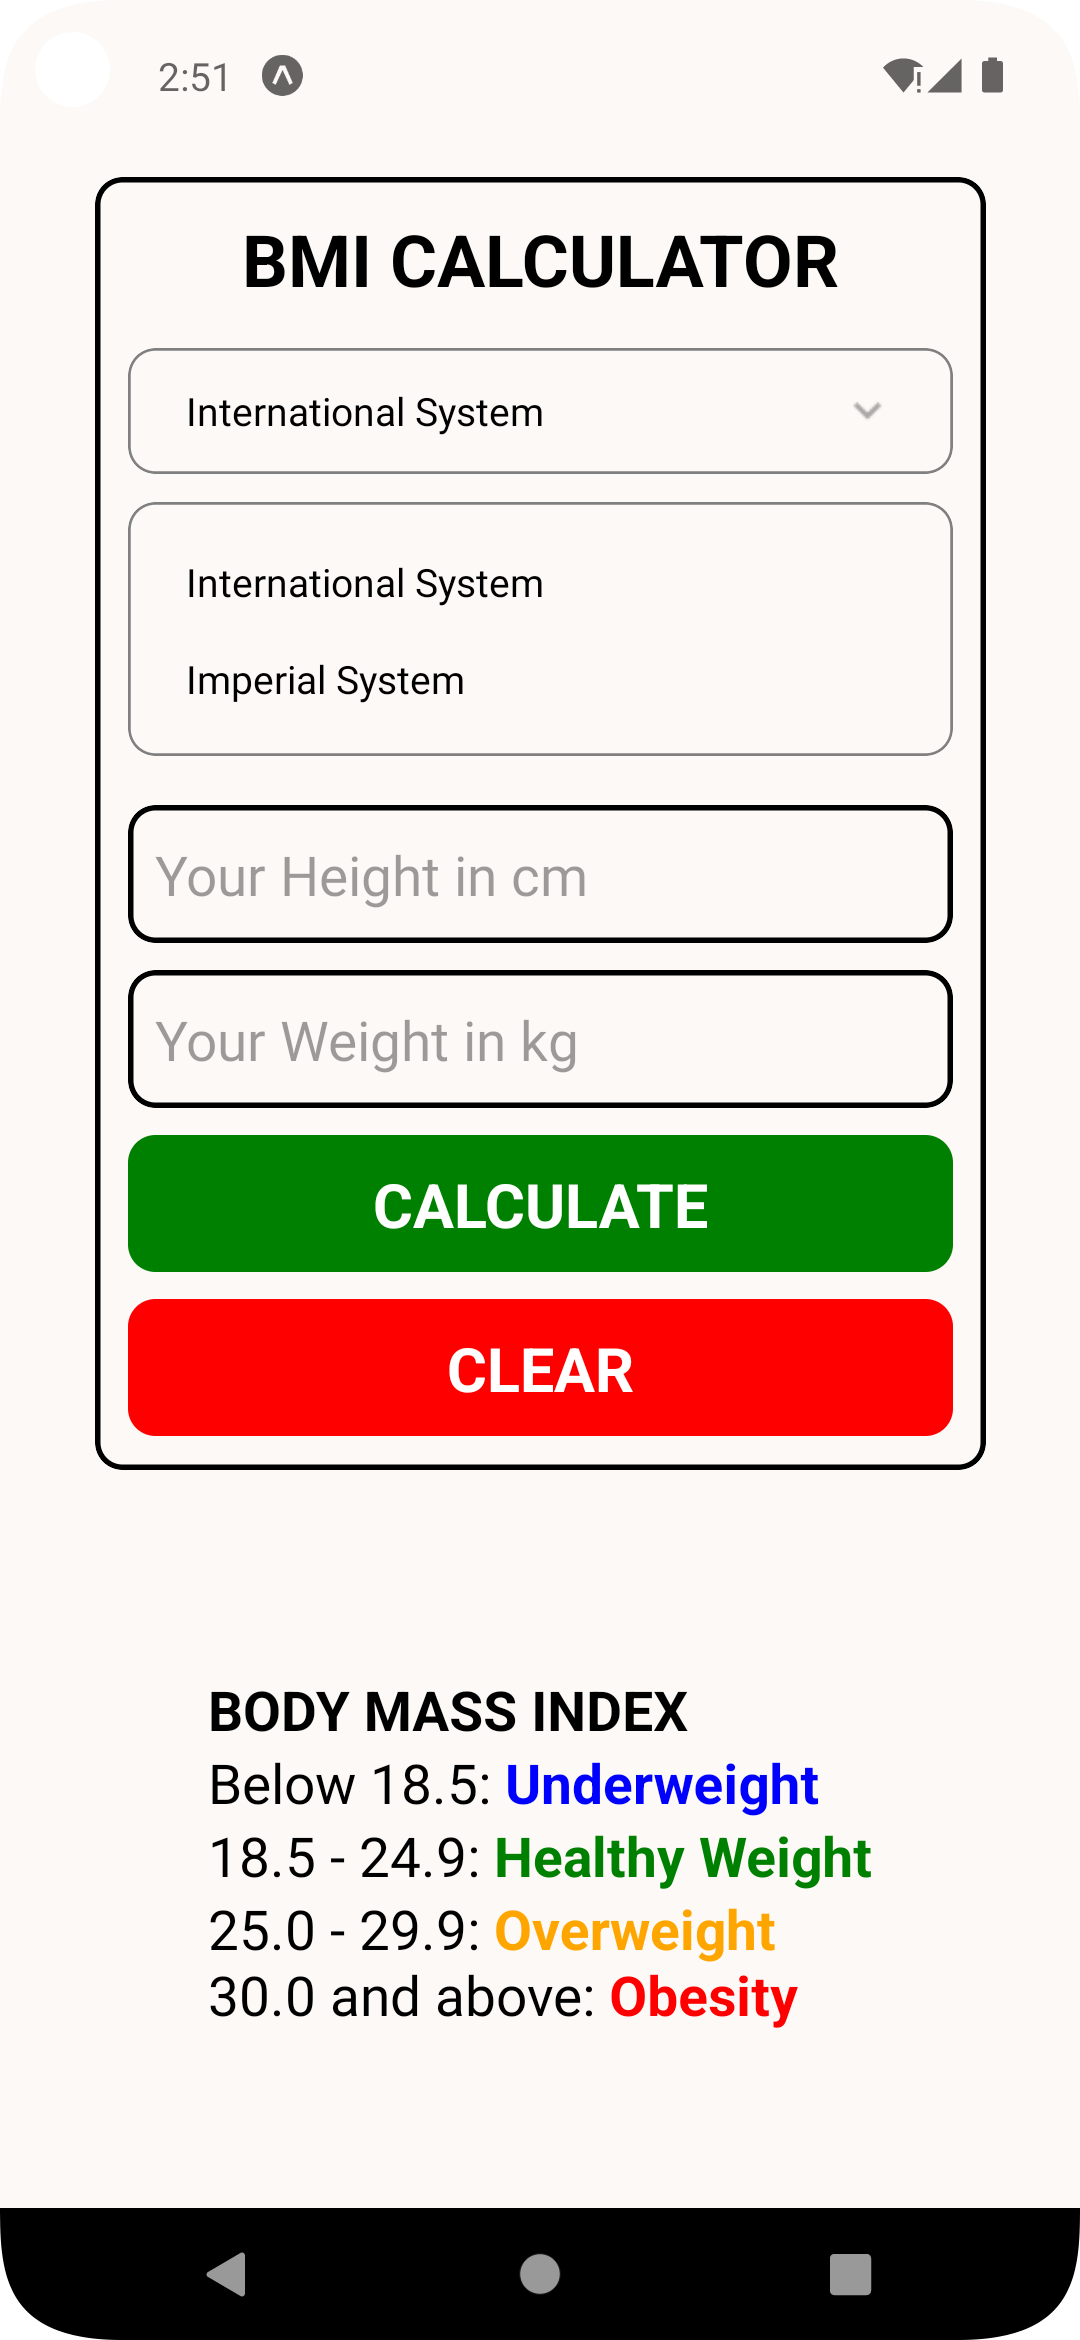 2:51
BMI CALCULATOR
International System
International System
Imperial System
Your Height in cm
Your Weight in kg
CALCULATE
CLEAR
BODY MASS INDEX
Below 18.5: Underweight
18.5 - 24.9: Healthy Weight
25.0 - 29.9: Overweight
30.0 and above: Obesity